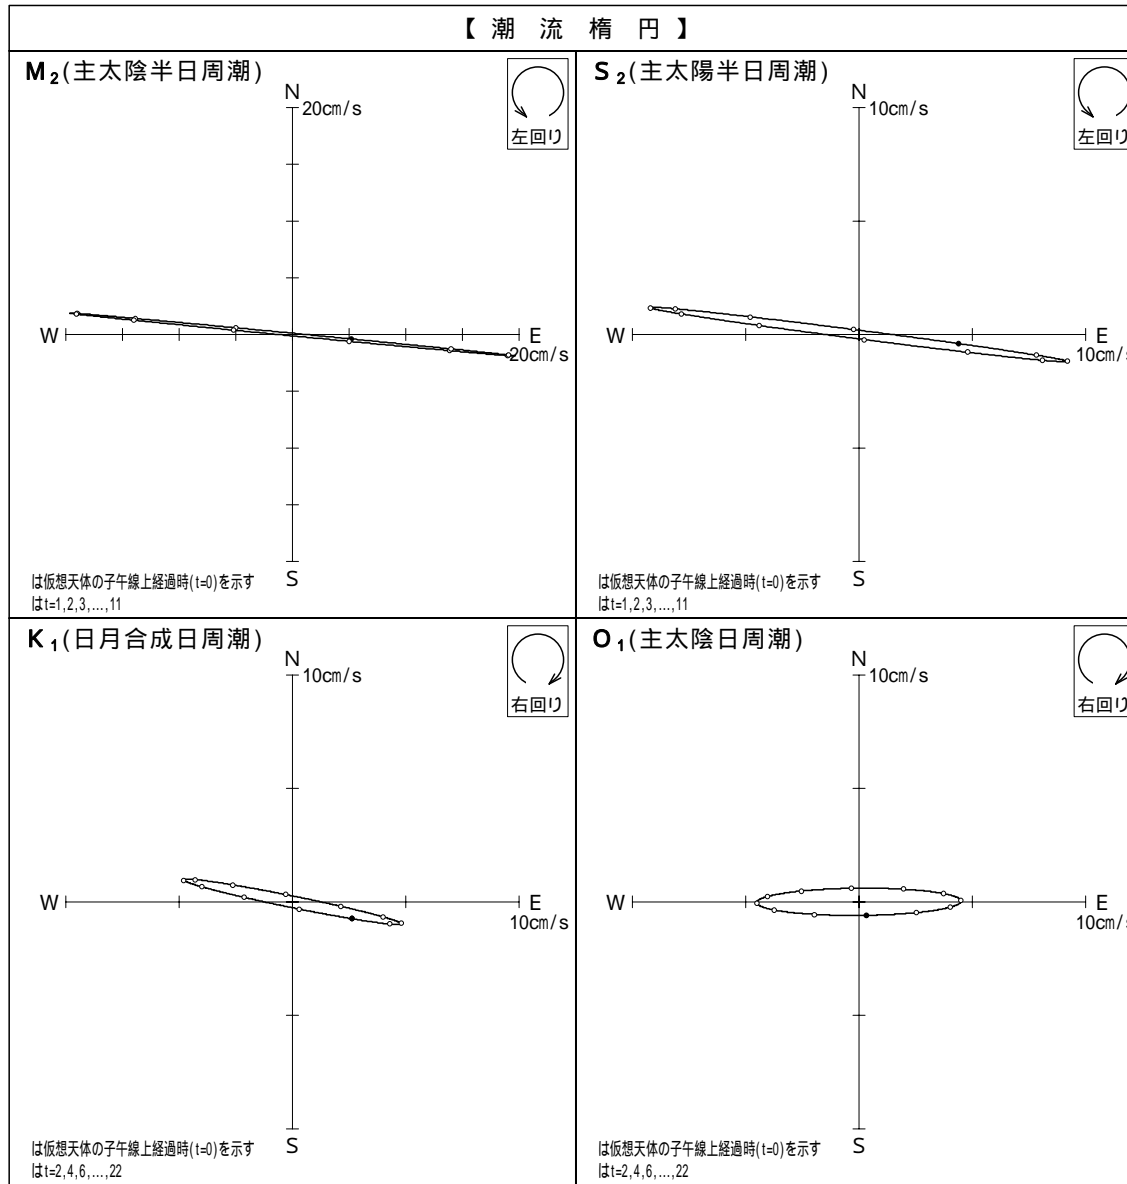 【 潮 流 楕 円 】
M₂(主太陰半日周潮)
N
20cm/s
左回り
W
E
20cm/s
S
は仮想天体の子午線上経過時(t=0)を示す
はt=1,2,3,...,11
S₂(主太陽半日周潮)
N
10cm/s
左回り
W
E
10cm/s
S
は仮想天体の子午線上経過時(t=0)を示す
はt=1,2,3,...,11
K₁(日月合成日周潮)
N
10cm/s
右回り
W
E
10cm/s
S
は仮想天体の子午線上経過時(t=0)を示す
はt=2,4,6,...,22
O₁(主太陰日周潮)
N
10cm/s
右回り
W
E
10cm/s
S
は仮想天体の子午線上経過時(t=0)を示す
はt=2,4,6,...,22